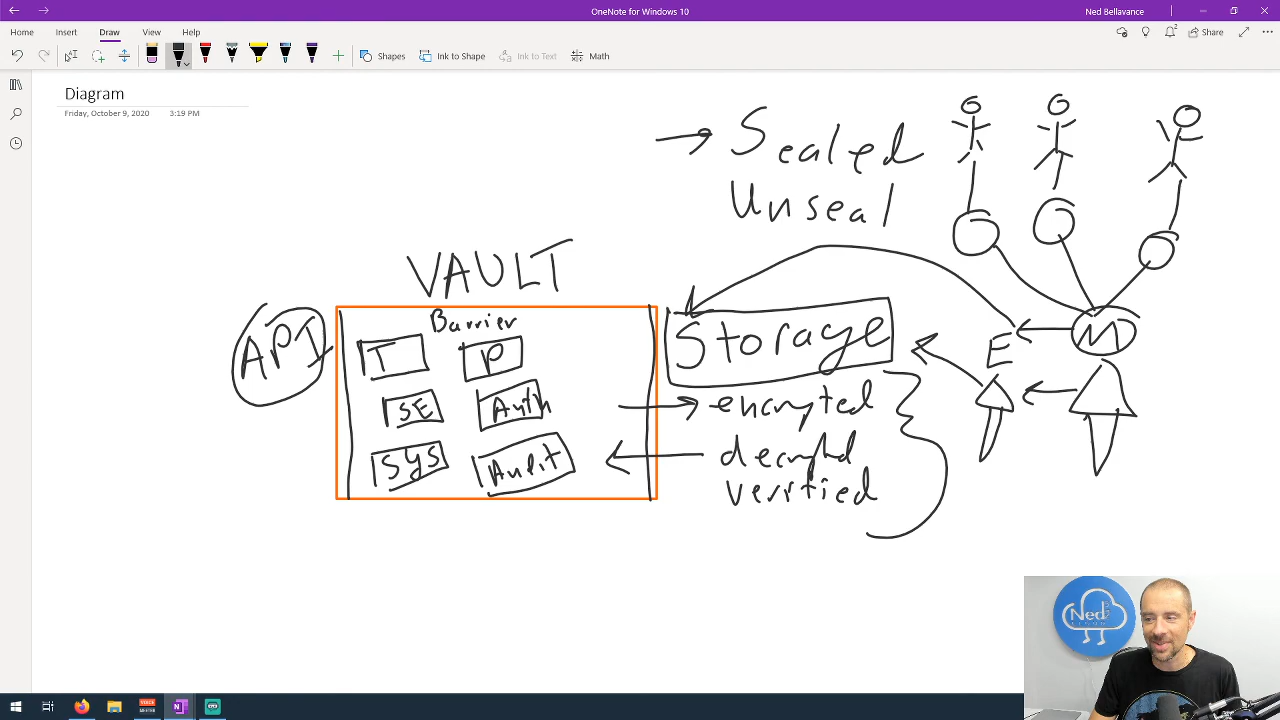 OneNote for Windows 10
Ned Bellavance
Home Insert Draw View Help
Share
Shapes
Ink to Shape
Ink to Text
Math
Diagram
Friday, October 9, 2020 3:19 PM
Sealed
Unseal
VAULT
API
Barrier
T P
SE Auth
SYS Audit
Storage
encrypted
decrypted
verified
E M
Ned